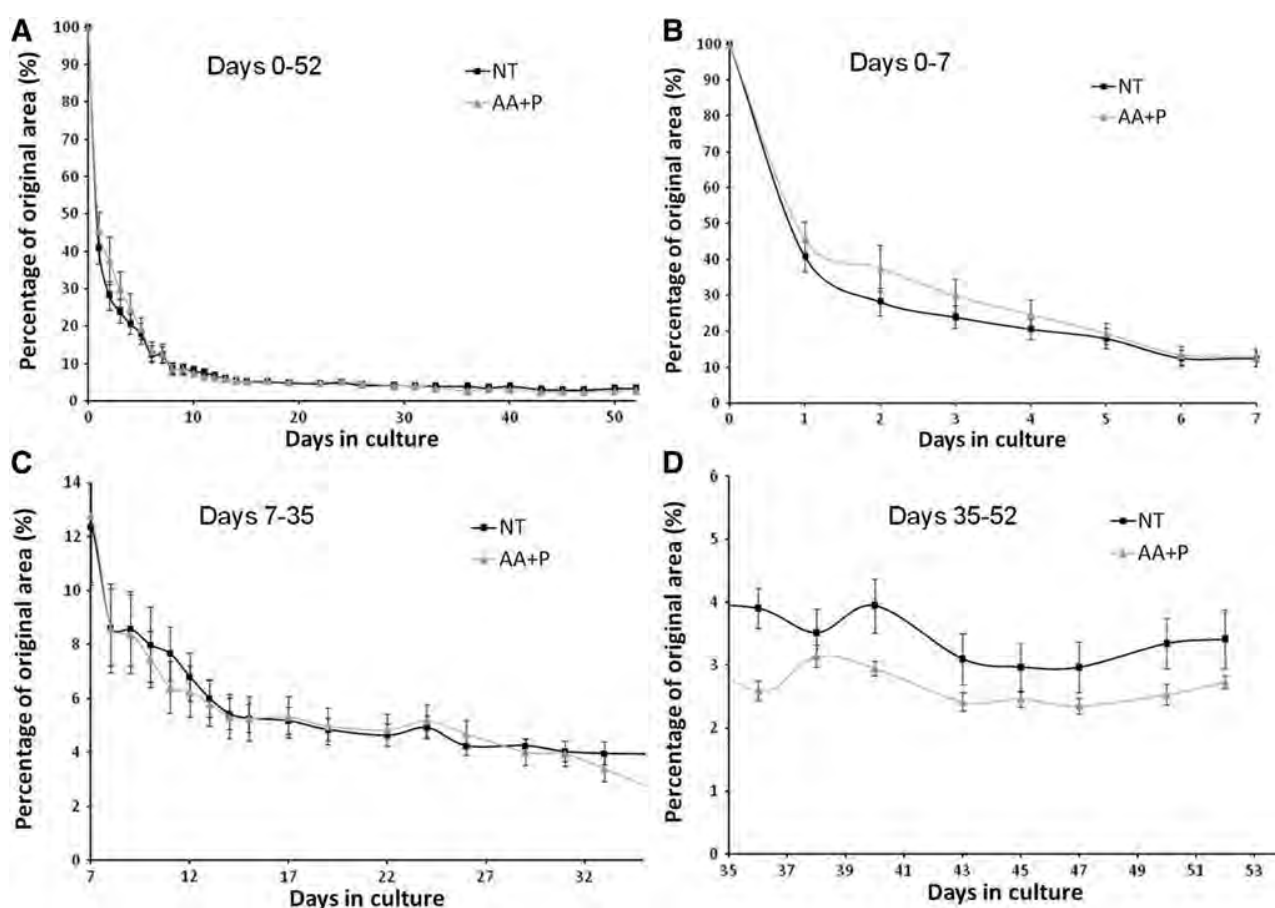 A
Percentage of original area (%)
100
90
80
70
60
50
40
30
20
10
0
Days 0-52
NT
AA+P
0 10 20 30 40 50
Days in culture
B
Percentage of original area (%)
100
90
80
70
60
50
40
30
20
10
0
Days 0-7
NT
AA+P
0 1 2 3 4 5 6 7
Days in culture
C
Percentage of original area (%)
14
12
10
8
6
4
2
0
Days 7-35
NT
AA+P
7 12 17 22 27 32
Days in culture
D
Percentage of original area (%)
6
5
4
3
2
1
0%
Days 35-52
NT
AA+P
35 37 39 41 43 45 47 49 51 53
Days in culture